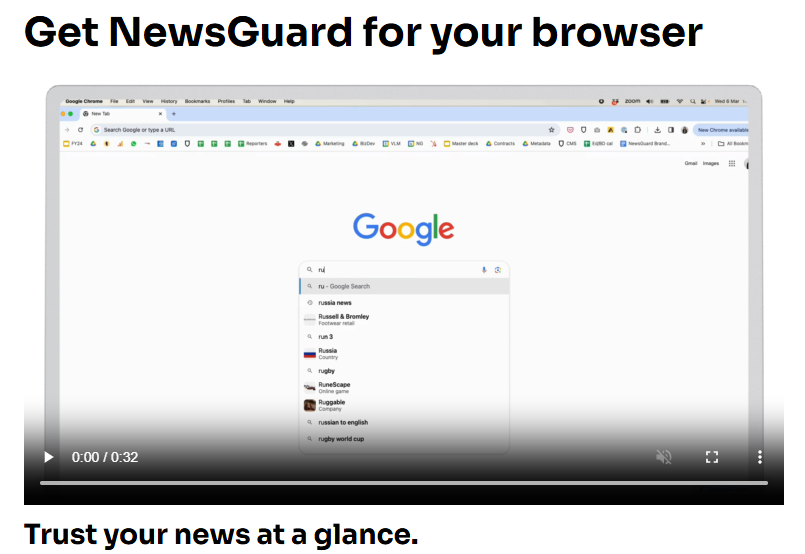 Get NewsGuard for your browser
Google Chrome File Edit View History Bookmarks Profiles Tab Window Help zoom Wed 6 Mar
New Tab
Search Google or type a URL New Chrome available
FY24 Reporters Marketing BizDev VLM NG Master deck Contracts Metadata CMS Ed/BD cal NewsGuard Brand... » All Bookm
Gmail Images
Google
ru
ru - Google Search
russia news
Russell & Bromley
Footwear retail
run 3
Russia
Country
rugby
RuneScape
Online game
Ruggable
Company
russian to english
rugby world cup
0:00 / 0:32
Trust your news at a glance.